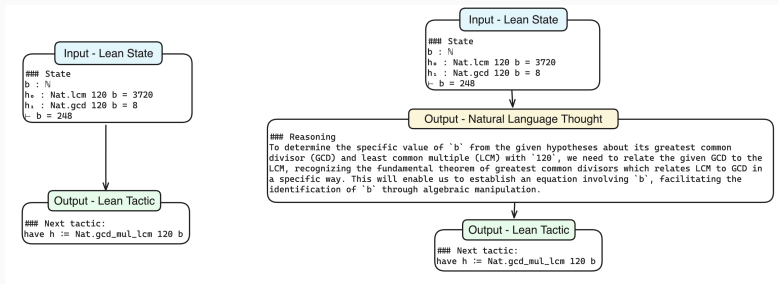 Input - Lean State
### State
b : ℕ
h₀ : Nat.lcm 120 b = 3720
h₁ : Nat.gcd 120 b = 8
⊢ b = 248
Output - Lean Tactic
### Next tactic:
have h := Nat.gcd_mul_lcm 120 b
Input - Lean State
### State
b : ℕ
h₀ : Nat.lcm 120 b = 3720
h₁ : Nat.gcd 120 b = 8
⊢ b = 248
Output - Natural Language Thought
### Reasoning
To determine the specific value of `b` from the given hypotheses about its greatest common
divisor (GCD) and least common multiple (LCM) with `120`, we need to relate the given GCD to the
LCM, recognizing the fundamental theorem of greatest common divisors which relates LCM to GCD in
a specific way. This will enable us to establish an equation involving `b`, facilitating the
identification of `b` through algebraic manipulation.
Output - Lean Tactic
### Next tactic:
have h := Nat.gcd_mul_lcm 120 b